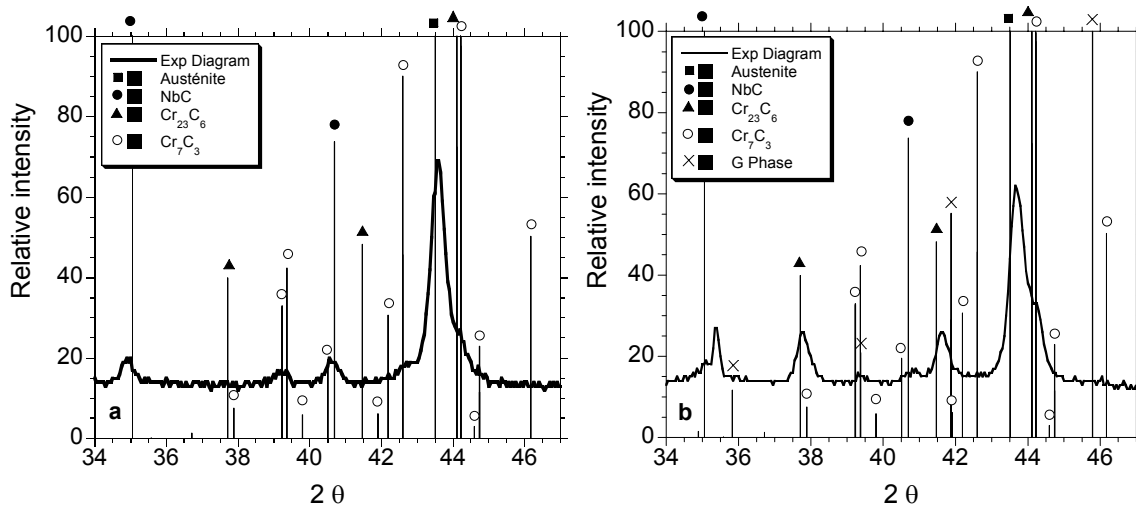 100
80
60
40
20
0
Relative intensity
Exp Diagram
Austénite
NbC
Cr23C6
Cr7C3
a
34 36 38 40 42 44 46
2 θ
100
80
60
40
20
0
Relative intensity
Exp Diagram
Austenite
NbC
Cr23C6
Cr7C3
G Phase
b
34 36 38 40 42 44 46
2 θ